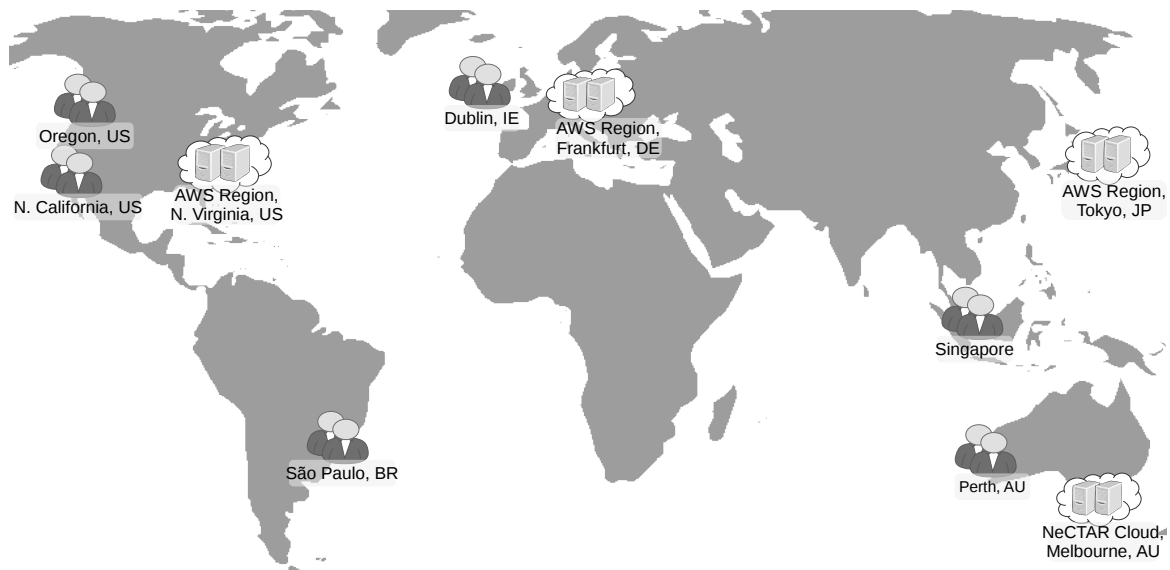 Oregon, US
N. California, US
AWS Region,
N. Virginia, US
Dublin, IE
AWS Region,
Frankfurt, DE
AWS Region,
Tokyo, JP
Singapore
São Paulo, BR
Perth, AU
NeCTAR Cloud,
Melbourne, AU